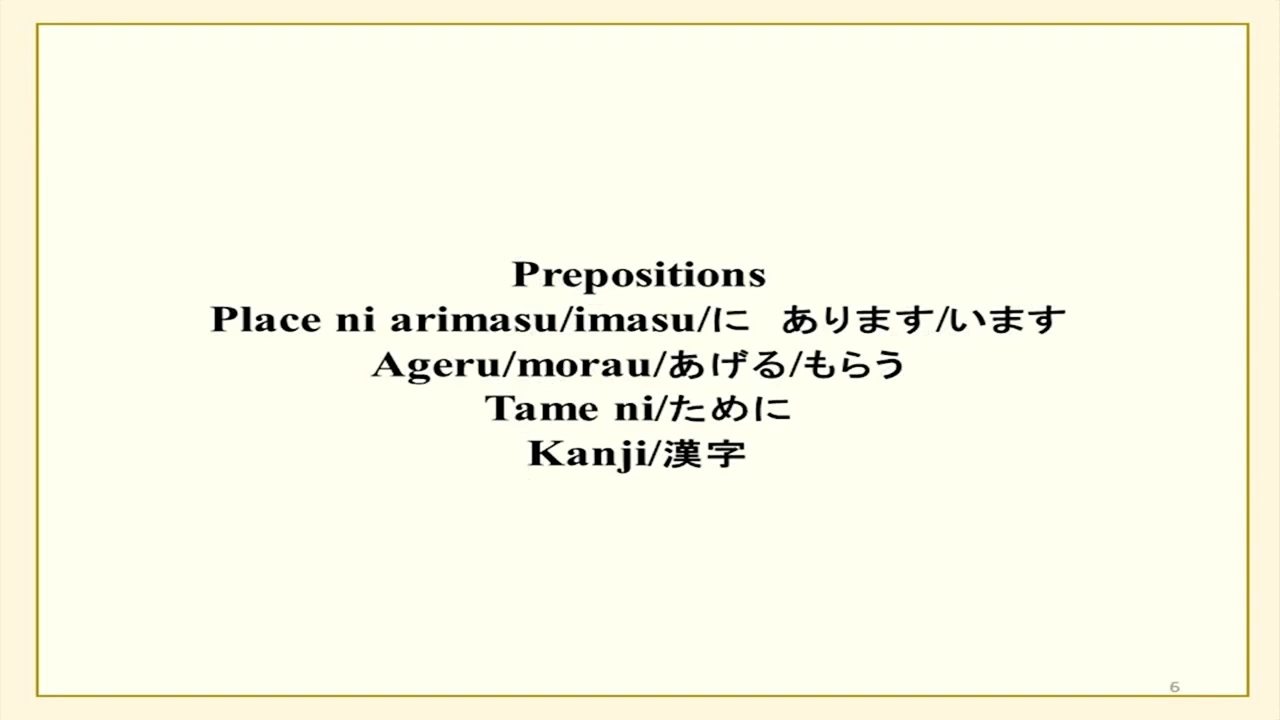 Prepositions
Place ni arimasu/imasu/に　あります/います
Ageru/morau/あげる/もらう
Tame ni/ために
Kanji/漢字
6